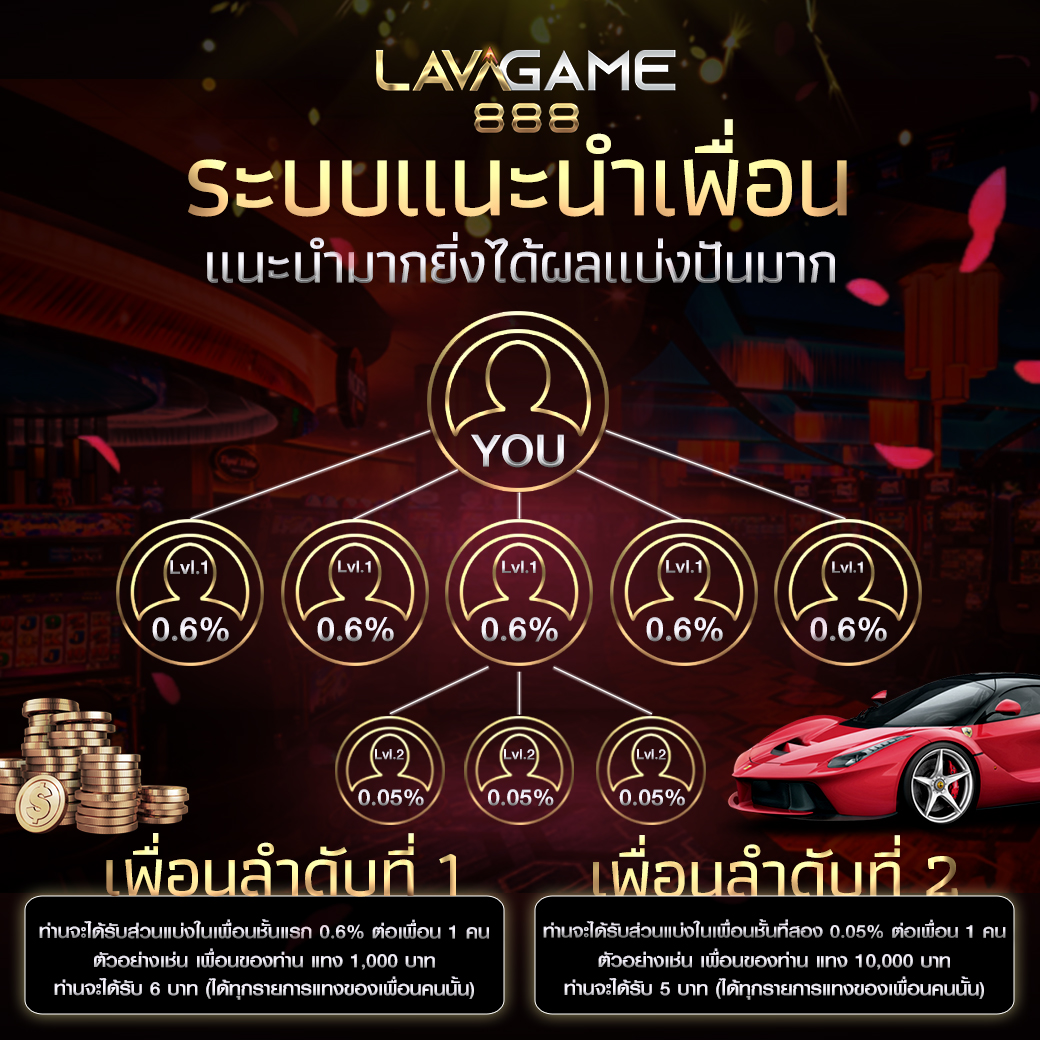 LAVAGAME
888
ระบบแนะนำเพื่อน
แนะนำมากยิ่งได้ผลแบ่งปันมาก
YOU
Lvl.1 Lvl.1 Lvl.1 Lvl.1 Lvl.1
0.6% 0.6% 0.6% 0.6% 0.6%
Lvl.2 Lvl.2 Lvl.2
0.05% 0.05% 0.05%
เพื่อนลำดับที่ 1
ท่านจะได้รับส่วนแบ่งในเพื่อนชั้นแรก 0.6% ต่อเพื่อน 1 คน
ตัวอย่างเช่น เพื่อนของท่าน แทง 1,000 บาท
ท่านจะได้รับ 6 บาท (ได้ทุกรายการแทงของเพื่อนคนนั้น)
เพื่อนลำดับที่ 2
ท่านจะได้รับส่วนแบ่งในเพื่อนชั้นที่สอง 0.05% ต่อเพื่อน 1 คน
ตัวอย่างเช่น เพื่อนของท่าน แทง 10,000 บาท
ท่านจะได้รับ 5 บาท (ได้ทุกรายการแทงของเพื่อนคนนั้น)